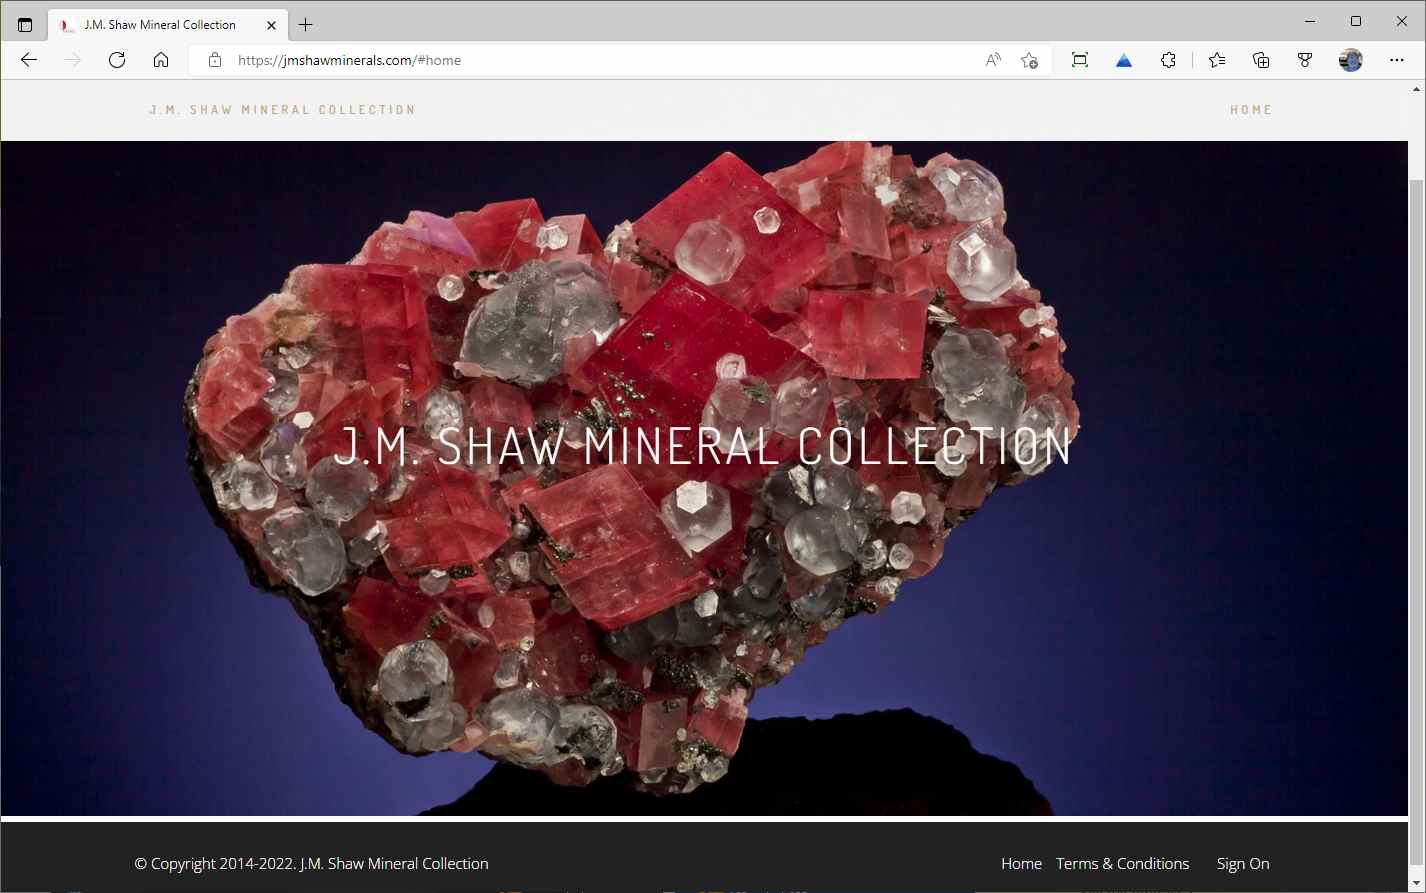 J.M. Shaw Mineral Collection
https://jmshawminerals.com/#home
J.M. SHAW MINERAL COLLECTION
HOME
J.M. SHAW MINERAL COLLECTION
© Copyright 2014-2022. J.M. Shaw Mineral Collection
Home Terms & Conditions Sign On